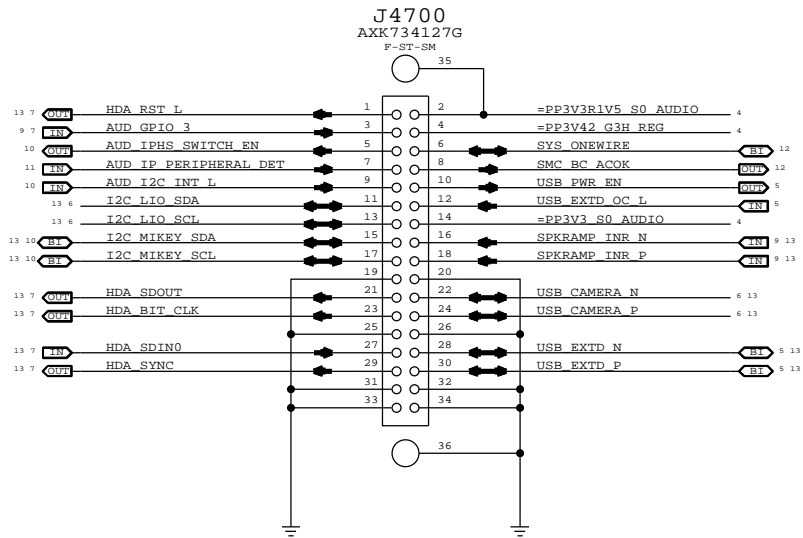 J4700
AXK734127G
F-ST-SM
35
13 7 OUT HDA_RST_L 1 2 =PP3V3R1V5_S0_AUDIO 4
9 7 IN AUD_GPIO_3 3 4 =PP3V42_G3H_REG 4
10 OUT AUD_IPHS_SWITCH_EN 5 6 SYS_ONEWIRE BI 12
11 IN AUD_IP_PERIPHERAL_DET 7 8 SMC_BC_ACOK OUT 12
10 IN AUD_I2C_INT_L 9 10 USB_PWR_EN OUT 5
13 6 I2C_LIO_SDA 11 12 USB_EXTD_OC_L IN 5
13 6 I2C_LIO_SCL 13 14 =PP3V3_S0_AUDIO 4
13 10 BI I2C_MIKEY_SDA 15 16 SPKRAMP_INR_N IN 9 13
13 10 BI I2C_MIKEY_SCL 17 18 SPKRAMP_INR_P IN 9 13
19 20
13 7 OUT HDA_SDOUT 21 22 USB_CAMERA_N 6 13
13 7 OUT HDA_BIT_CLK 23 24 USB_CAMERA_P 6 13
25 26
13 7 IN HDA_SDIN0 27 28 USB_EXTD_N BI 5 13
13 7 OUT HDA_SYNC 29 30 USB_EXTD_P BI 5 13
31 32
33 34
36